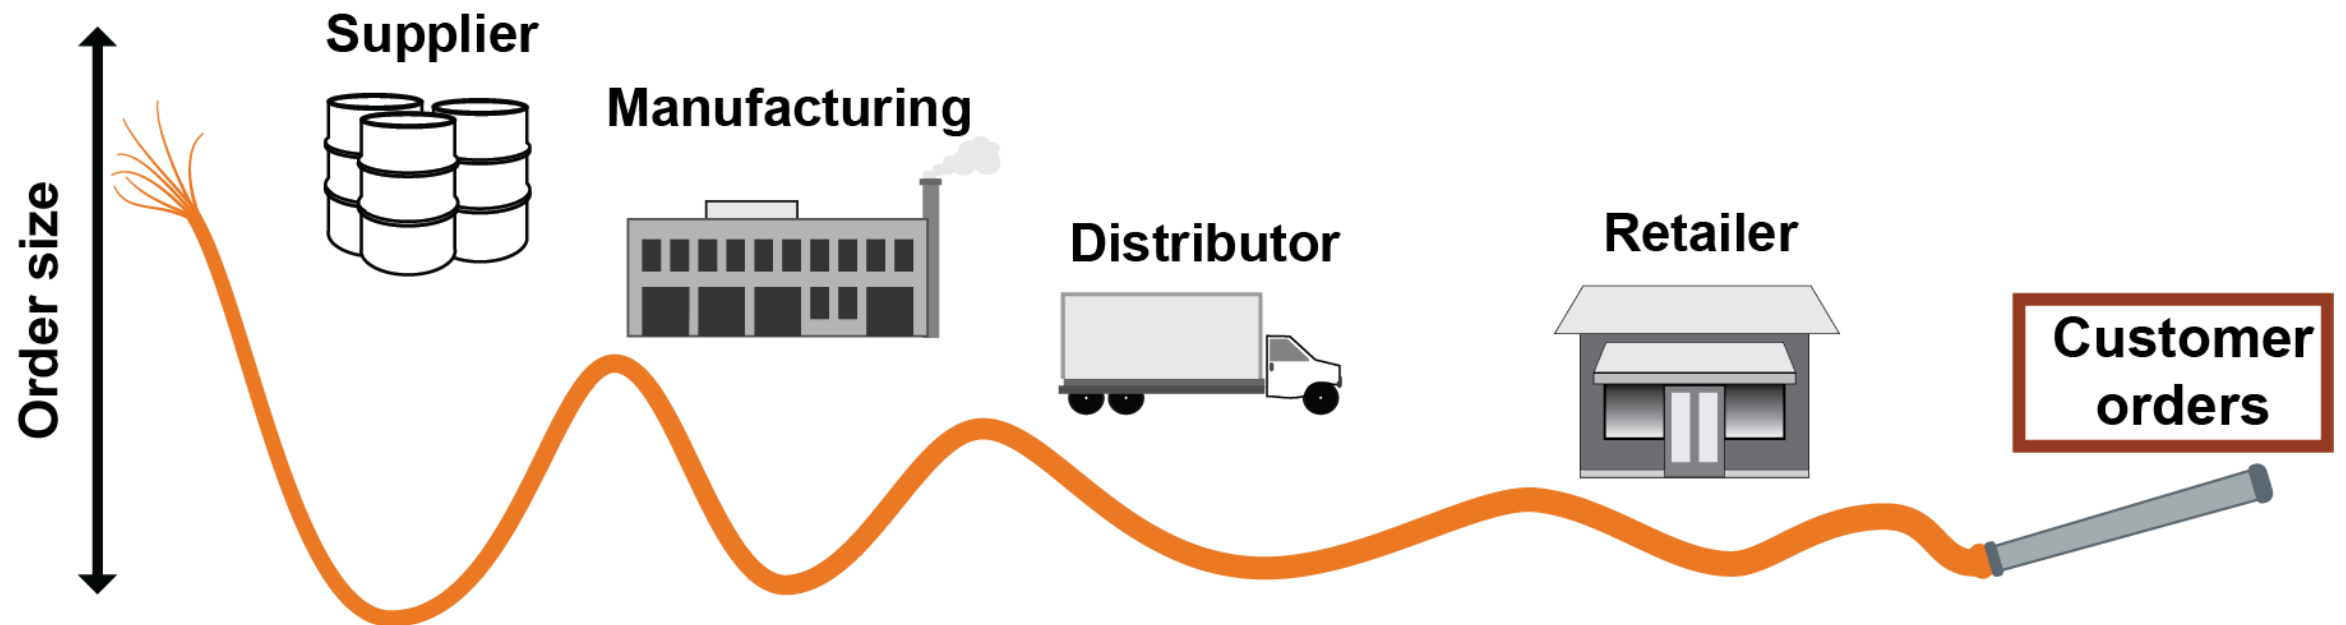 Order size
Supplier
Manufacturing
Distributor
Retailer
Customer
orders